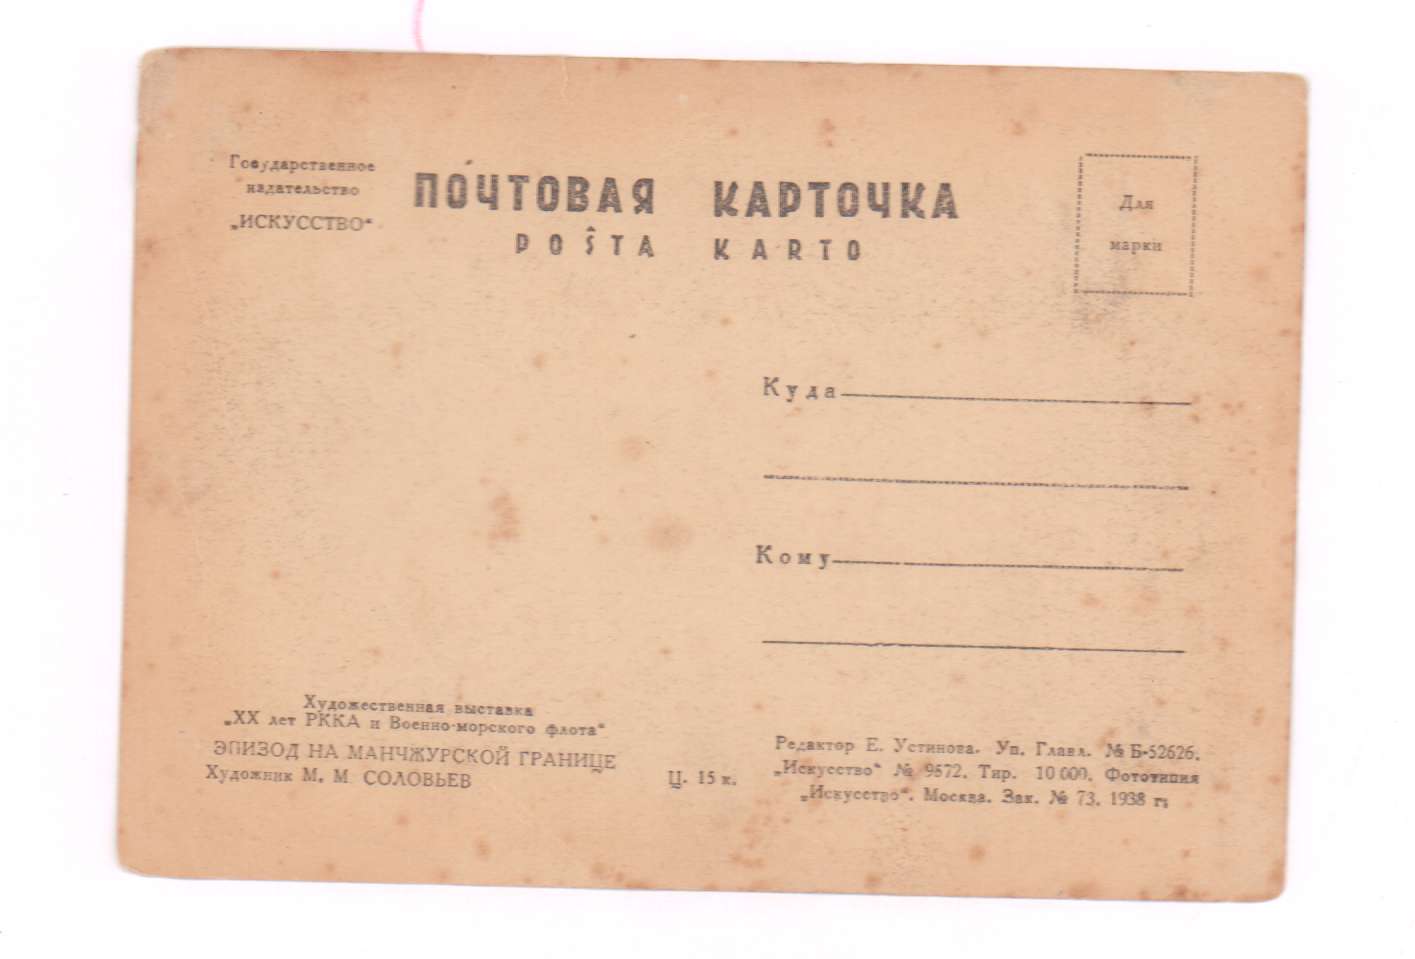 Государственное
издательство
„ИСКУССТВО“
ПОЧТОВАЯ КАРТОЧКА
POŜTA KARTO
Для
марки
Куда
Кому
Художественная выставка
„XX лет РККА и Военно-морского флота“
ЭПИЗОД НА МАНЧЖУРСКОЙ ГРАНИЦЕ
Художник М. М СОЛОВЬЕВ
Ц. 15 к.
Редактор Е. Устинова. Уп. Главл. № Б-52626.
„Искусство“ № 9572. Тир. 10 000. Фототипия
„Искусство“. Москва. Зак. № 73. 1938 г.